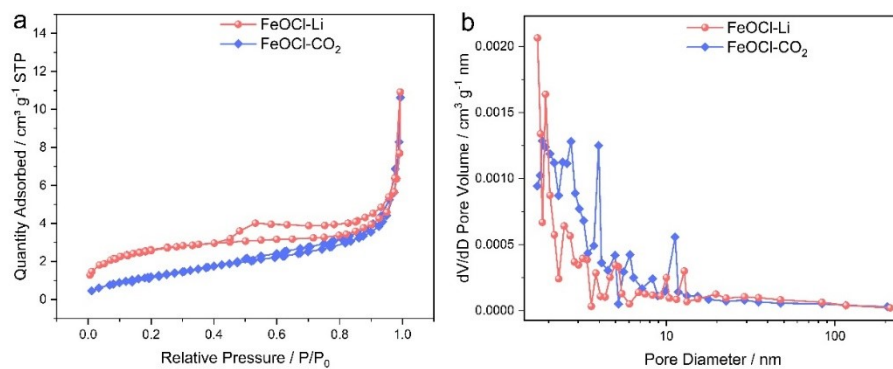 a
FeOCl-Li
FeOCl-CO₂
Quantity Adsorbed / cm³ g⁻¹ STP
14
12
10
8
6
4
2
0
0.0 0.2 0.4 0.6 0.8 1.0
Relative Pressure / P/P₀
b
FeOCl-Li
FeOCl-CO₂
dV/dD Pore Volume / cm³ g⁻¹ nm
0.0020
0.0015
0.0010
0.0005
0.0000
10 100
Pore Diameter / nm